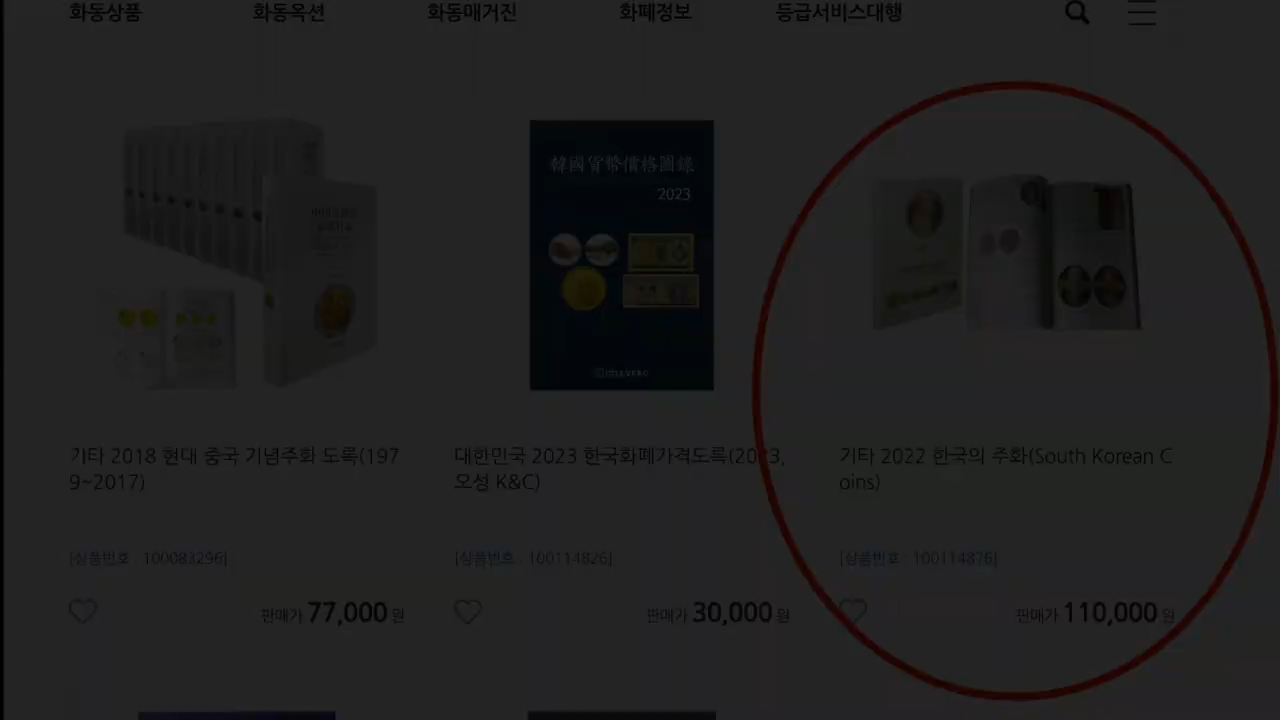 화동상품 화동옥션 화동매거진 화폐정보 등급서비스대행
韓國貨幣價格圖錄
2023
기타 2018 현대 중국 기념주화 도록(197
9~2017)
[상품번호 : 100083296]
판매가 77,000 원
대한민국 2023 한국화폐가격도록(2023,
오성 K&C)
[상품번호 : 100114826]
판매가 30,000 원
기타 2022 한국의 주화(South Korean C
oins)
[상품번호 : 100114876]
판매가 110,000 원